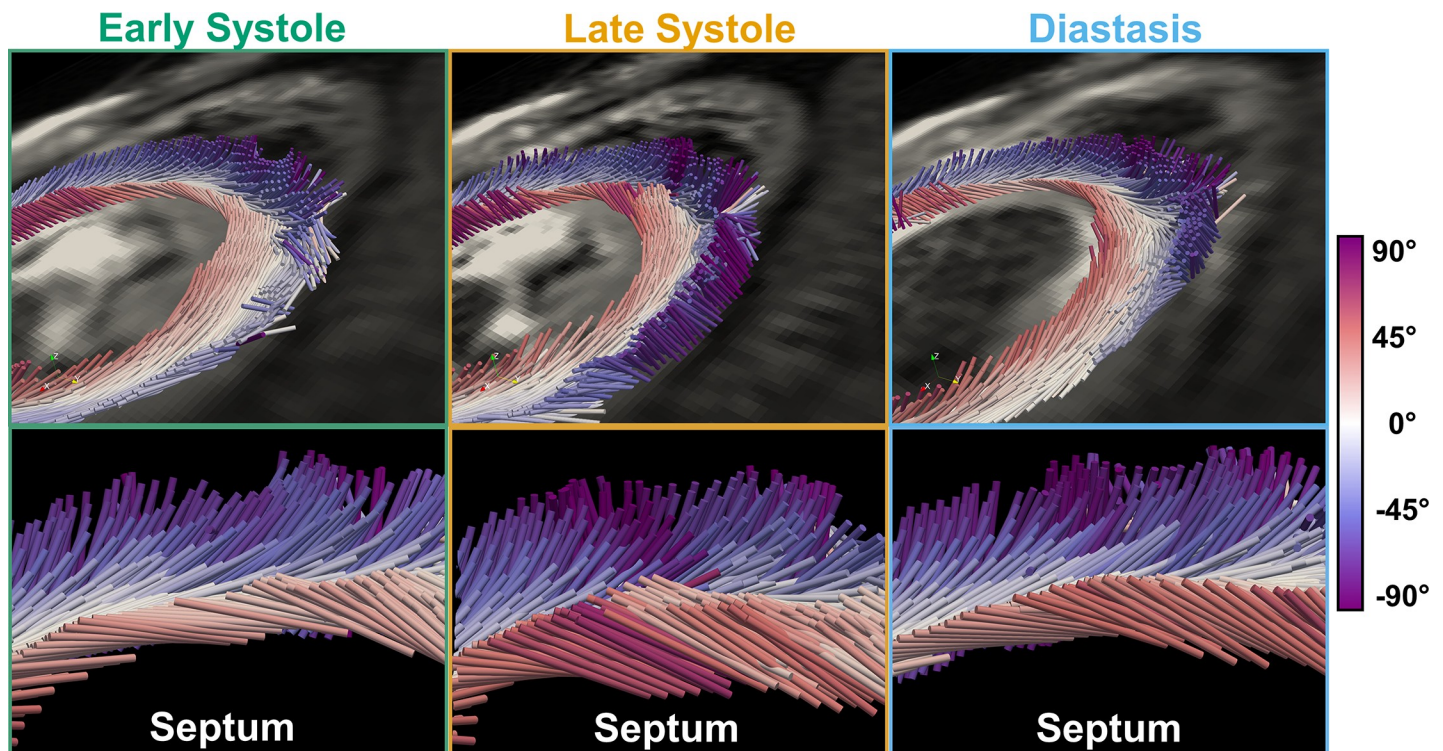 Early Systole
Late Systole
Diastasis
Z
X
Z
X
Z
X
90°
45°
0°
-45°
-90°
Septum
Septum
Septum